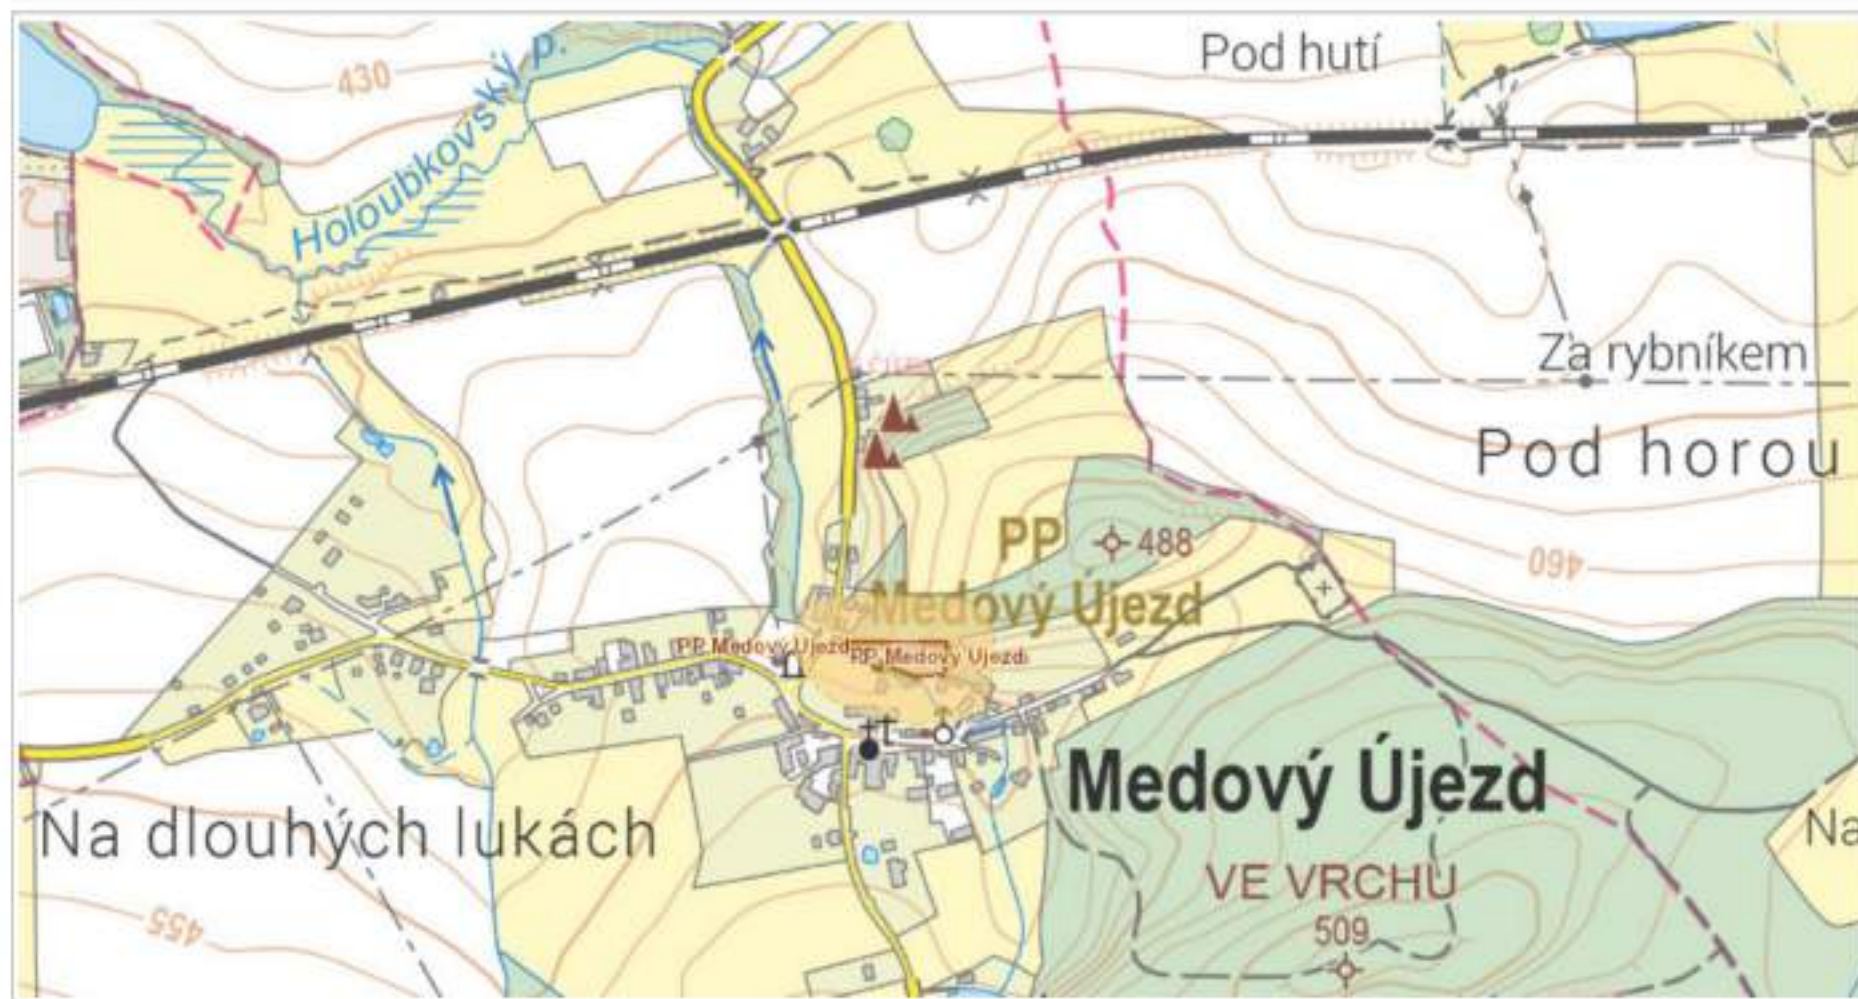 Pod hutí
430
Holoubkovský p.
Za rybníkem
Pod horou
PP
488
460
Medový Újezd
PP Medový Újezd
PP Medový Újezd
Medový Újezd
Na dlouhých lukách
Na
VE VRCHU
509
455